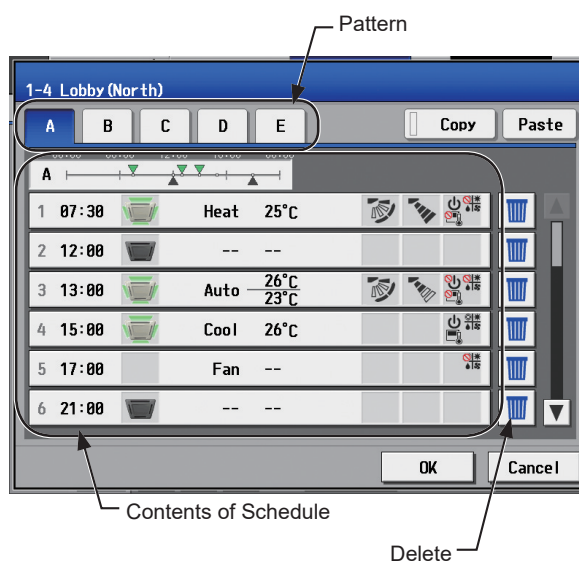 Pattern
1-4 Lobby(North)
A B C D E Copy Paste
A
1 07:30 Heat 25°C
2 12:00 -- --
3 13:00 Auto 26°C
23°C
4 15:00 Cool 26°C
5 17:00 Fan --
6 21:00 -- --
OK Cancel
Contents of Schedule
Delete